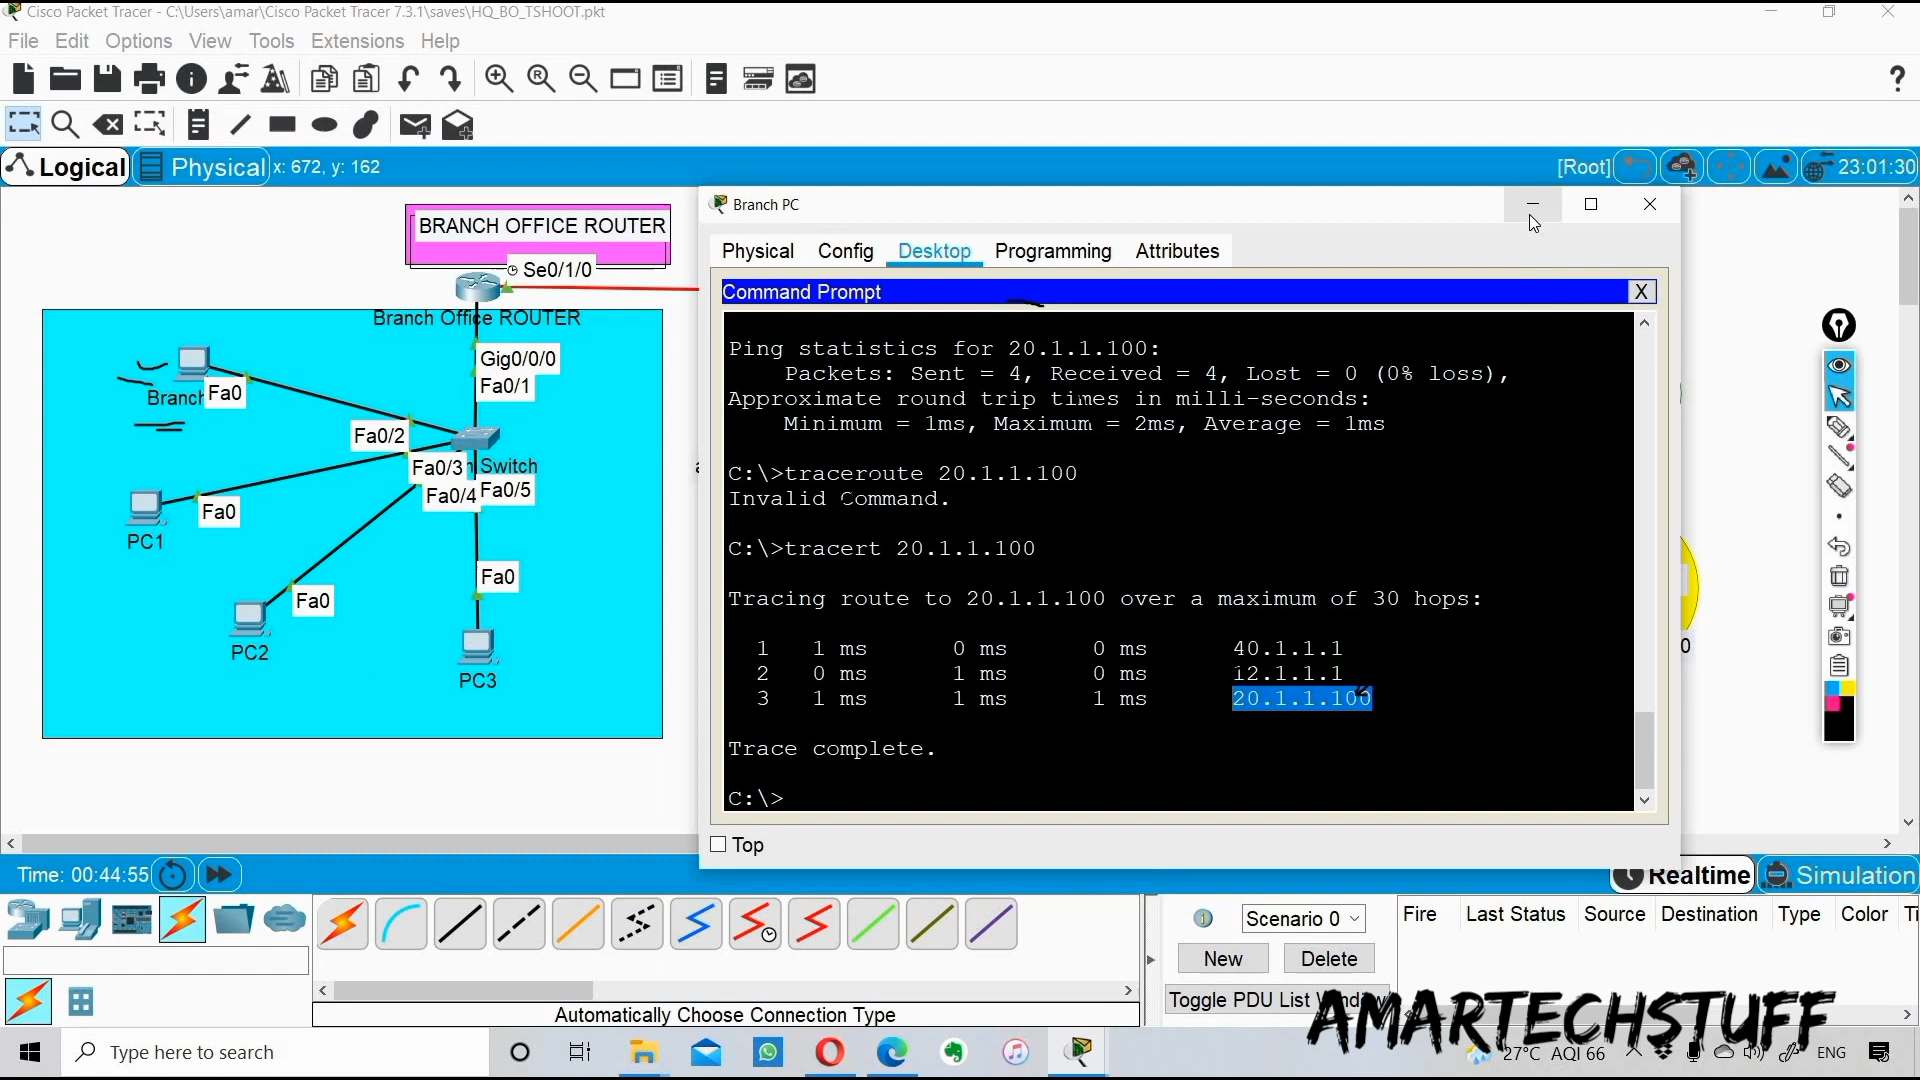 Cisco Packet Tracer - C:\Users\amar\Cisco Packet Tracer 7.3.1\saves\HQ_BO_TSHOOT.pkt
File Edit Options View Tools Extensions Help
Logical Physical x: 672, y: 162 [Root] 23:01:30
BRANCH OFFICE ROUTER
Se0/1/0
Branch Office ROUTER
Gig0/0/0
Fa0/1
Branch Fa0
Fa0/2
Fa0/3 Switch
Fa0/4 Fa0/5
Fa0
PC1
Fa0
Fa0
PC2
PC3
Branch PC
Physical Config Desktop Programming Attributes
Command Prompt X
Ping statistics for 20.1.1.100:
Packets: Sent = 4, Received = 4, Lost = 0 (0% loss),
Approximate round trip times in milli-seconds:
Minimum = 1ms, Maximum = 2ms, Average = 1ms
C:\>traceroute 20.1.1.100
Invalid Command.
C:\>tracert 20.1.1.100
Tracing route to 20.1.1.100 over a maximum of 30 hops:
1 1 ms 0 ms 0 ms 40.1.1.1
2 0 ms 1 ms 0 ms 12.1.1.1
3 1 ms 1 ms 1 ms 20.1.1.100
Trace complete.
C:\>
Top
0
Time: 00:44:55 Realtime Simulation
Scenario 0
New Delete
Toggle PDU List Window
Fire Last Status Source Destination Type Color Ti
Automatically Choose Connection Type
AMARTECHSTUFF
Type here to search
27°C AQI 66 ENG